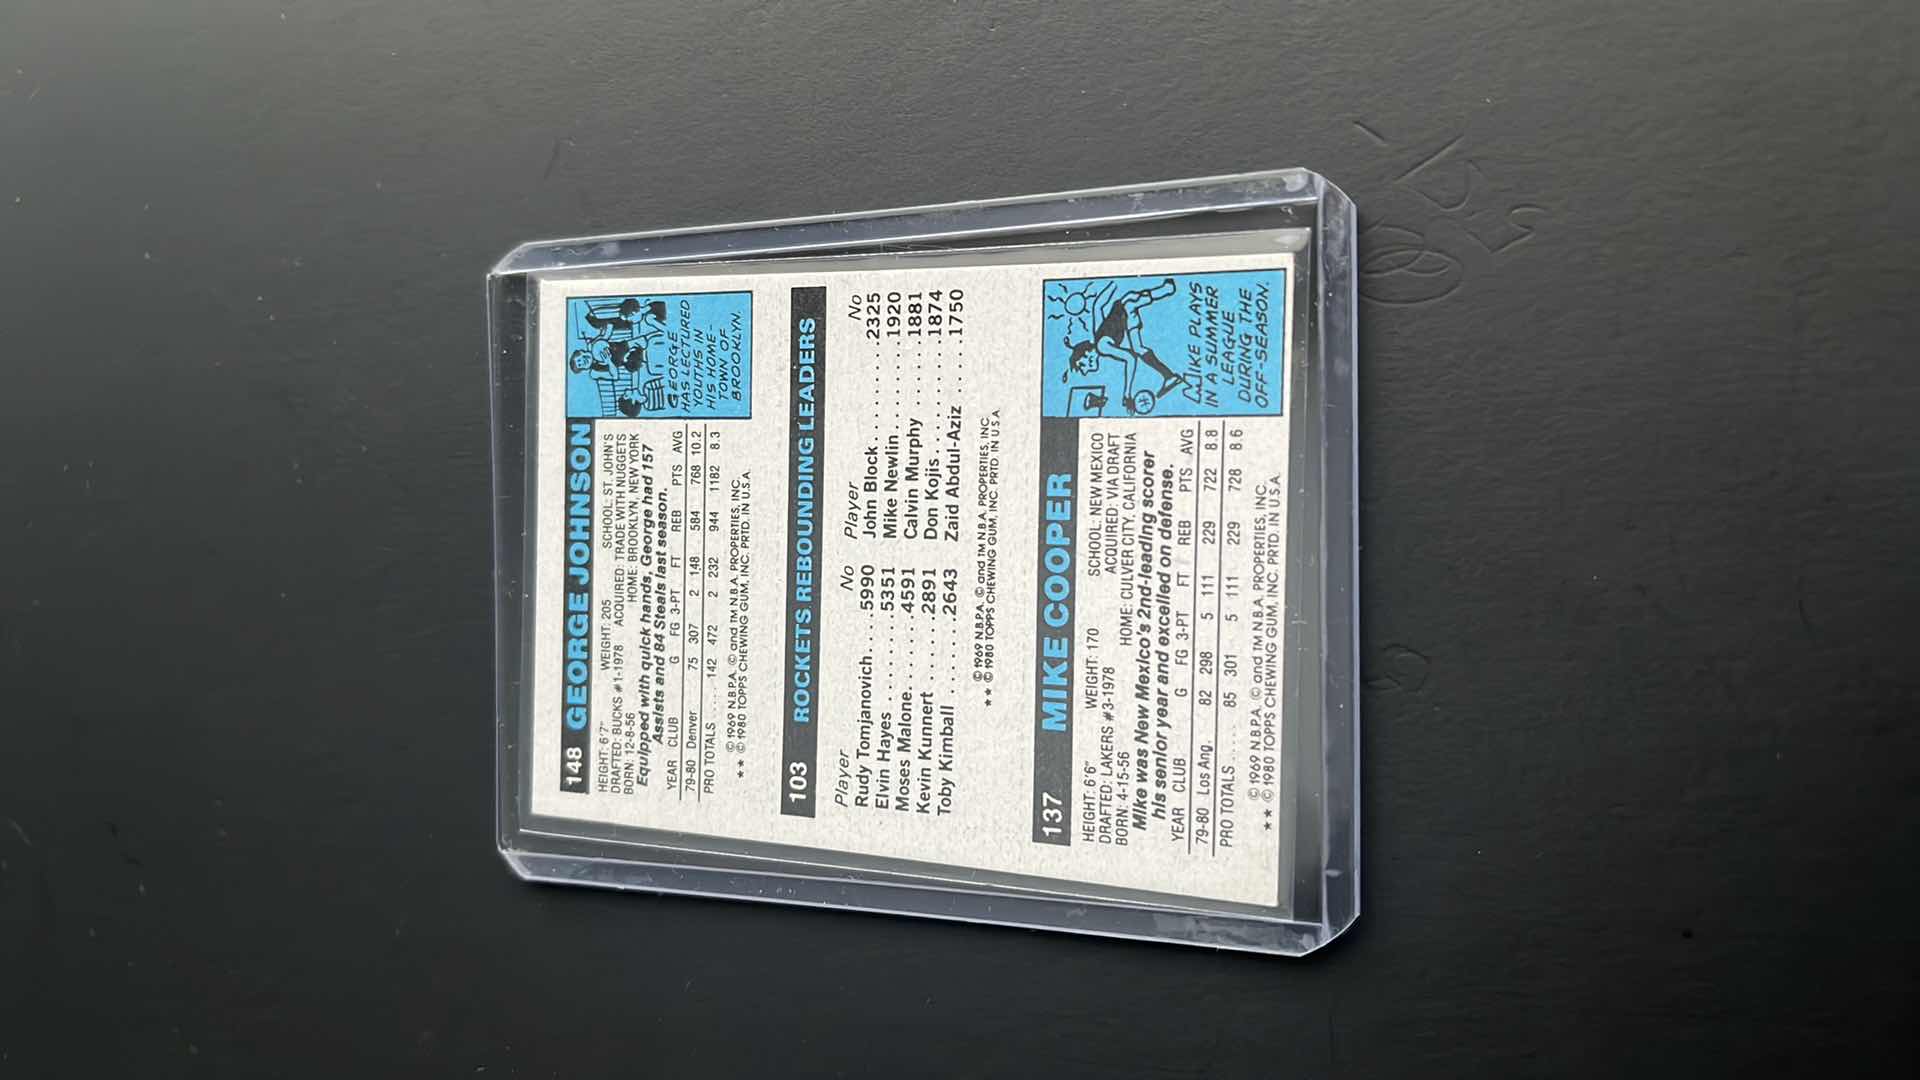 148 GEORGE JOHNSON
HEIGHT: 6'7" WEIGHT: 205 SCHOOL: ST. JOHN'S
DRAFTED: BUCKS #1-1978 ACQUIRED: TRADE WITH NUGGETS
BORN: 12-8-56 HOME: BROOKLYN, NEW YORK
Equipped with quick hands, George had 157
Assists and 84 Steals last season.
YEAR CLUB G FG 3-PT FT REB PTS AVG
79-80 Denver 75 307 2 148 584 768 10.2
PRO TOTALS .... 142 472 2 232 944 1182 8.3
© 1969 N.B.P.A. © and TM N.B.A. PROPERTIES, INC.
** © 1980 TOPPS CHEWING GUM, INC. PRTD. IN U.S.A.
GEORGE
HAS LECTURED
YOUTHS IN
HIS HOME-
TOWN OF
BROOKLYN.
103 ROCKETS REBOUNDING LEADERS
Player No Player No
Rudy Tomjanovich....5990 John Block..........2325
Elvin Hayes..........5351 Mike Newlin.........1920
Moses Malone........4591 Calvin Murphy......1881
Kevin Kunnert.......2891 Don Kojis...........1874
Toby Kimball........2643 Zaid Abdul-Aziz.....1750
© 1969 N.B.P.A. © and TM N.B.A. PROPERTIES, INC.
** © 1980 TOPPS CHEWING GUM, INC. PRTD. IN U.S.A.
137 MIKE COOPER
HEIGHT: 6'6" WEIGHT: 170 SCHOOL: NEW MEXICO
DRAFTED: LAKERS #3-1978 ACQUIRED: VIA DRAFT
BORN: 4-15-56 HOME: CULVER CITY, CALIFORNIA
Mike was New Mexico's 2nd-leading scorer
his senior year and excelled on defense.
YEAR CLUB G FG 3-PT FT REB PTS AVG
79-80 Los Ang. 82 298 5 111 229 722 8.8
PRO TOTALS .... 85 301 5 111 229 728 8.6
© 1969 N.B.P.A. © and TM N.B.A. PROPERTIES, INC.
** © 1980 TOPPS CHEWING GUM, INC. PRTD. IN U.S.A.
MIKE PLAYS
IN A SUMMER
LEAGUE
DURING THE
OFF-SEASON.